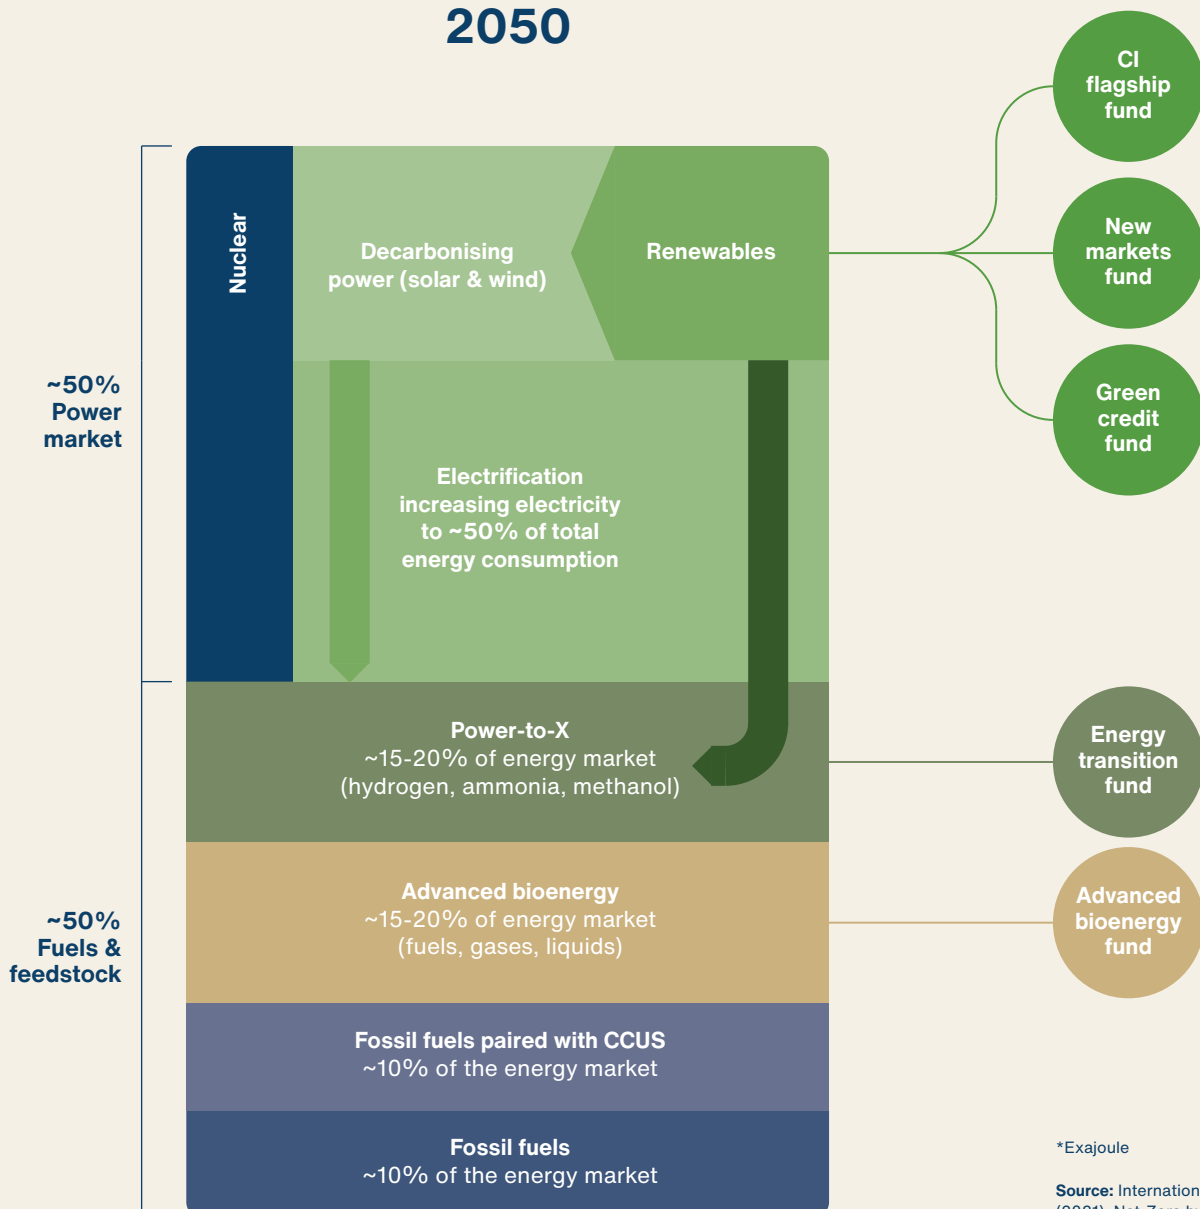 2050
CI
flagship
fund
New
markets
fund
Green
credit
fund
Nuclear
Decarbonising
power (solar & wind)
Renewables
~50%
Power
market
Electrification
increasing electricity
to ~50% of total
energy consumption
Power-to-X
~15-20% of energy market
(hydrogen, ammonia, methanol)
Energy
transition
fund
~50%
Fuels &
feedstock
Advanced bioenergy
~15-20% of energy market
(fuels, gases, liquids)
Advanced
bioenergy
fund
Fossil fuels paired with CCUS
~10% of the energy market
Fossil fuels
~10% of the energy market
*Exajoule
Source: Internation